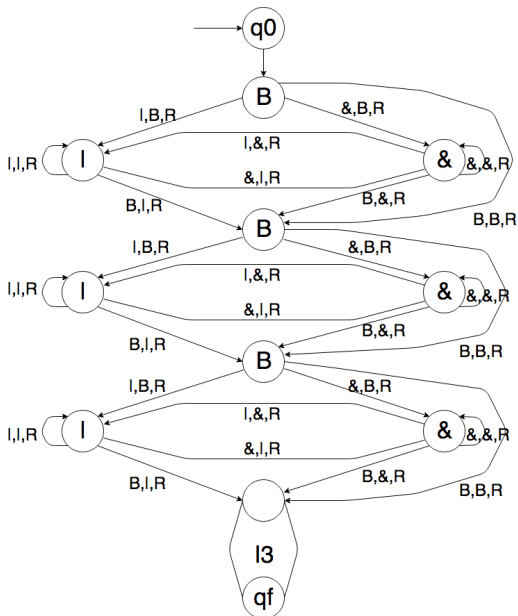 q0
B
I,B,R
&,B,R
I,I,R
I
I,&,R
&
&,&,R
&,I,R
B,I,R
B,&,R
B,B,R
B
I,B,R
&,B,R
I,I,R
I
I,&,R
&
&,&,R
&,I,R
B,I,R
B,&,R
B,B,R
B
I,B,R
&,B,R
I,I,R
I
I,&,R
&
&,&,R
&,I,R
B,I,R
B,&,R
B,B,R
I3
qf